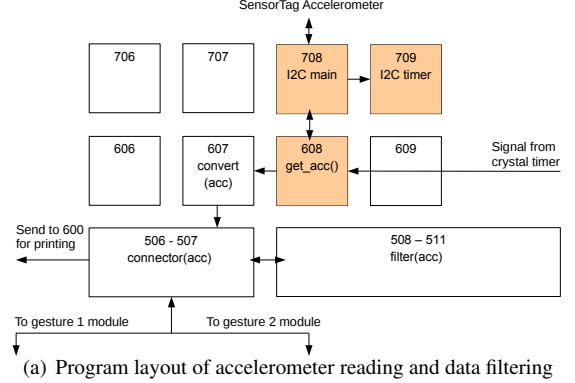 SensorTag Accelerometer
706
707
708
I2C main
709
I2C timer
606
607
convert
(acc)
608
get_acc()
609
Signal from
crystal timer
Send to 600
for printing
506 - 507
connector(acc)
508 – 511
filter(acc)
To gesture 1 module
To gesture 2 module
(a) Program layout of accelerometer reading and data filtering